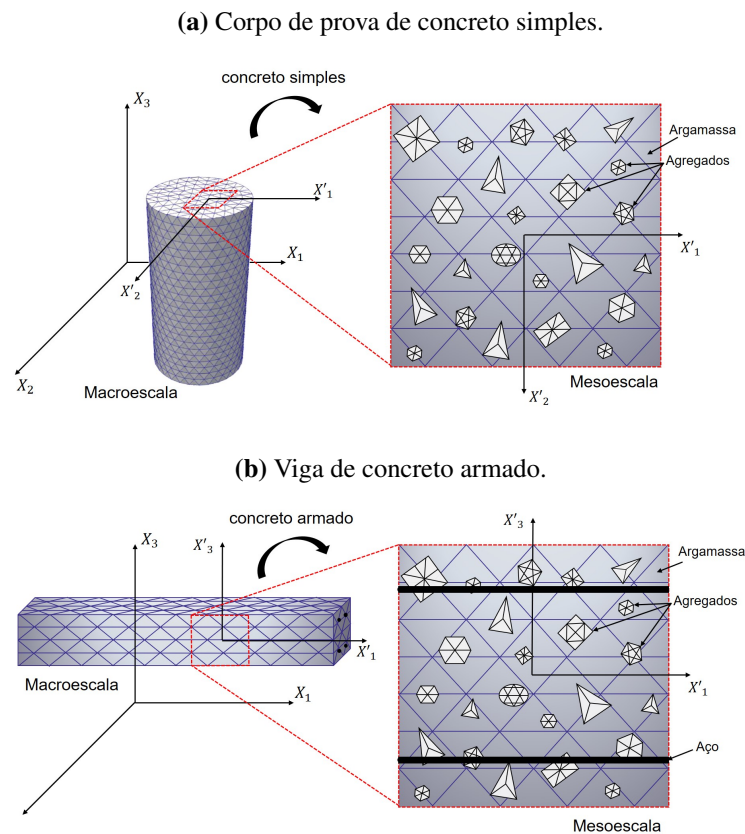 (a) Corpo de prova de concreto simples.
concreto simples
X₃
X'₁
X₁
X'₂
X₂
Macroescala
Argamassa
Agregados
X'₁
Mesoescala
X'₂
(b) Viga de concreto armado.
concreto armado
X₃
X'₃
X'₁
Macroescala
X₁
X'₃
Argamassa
Agregados
X'₁
Aço
Mesoescala